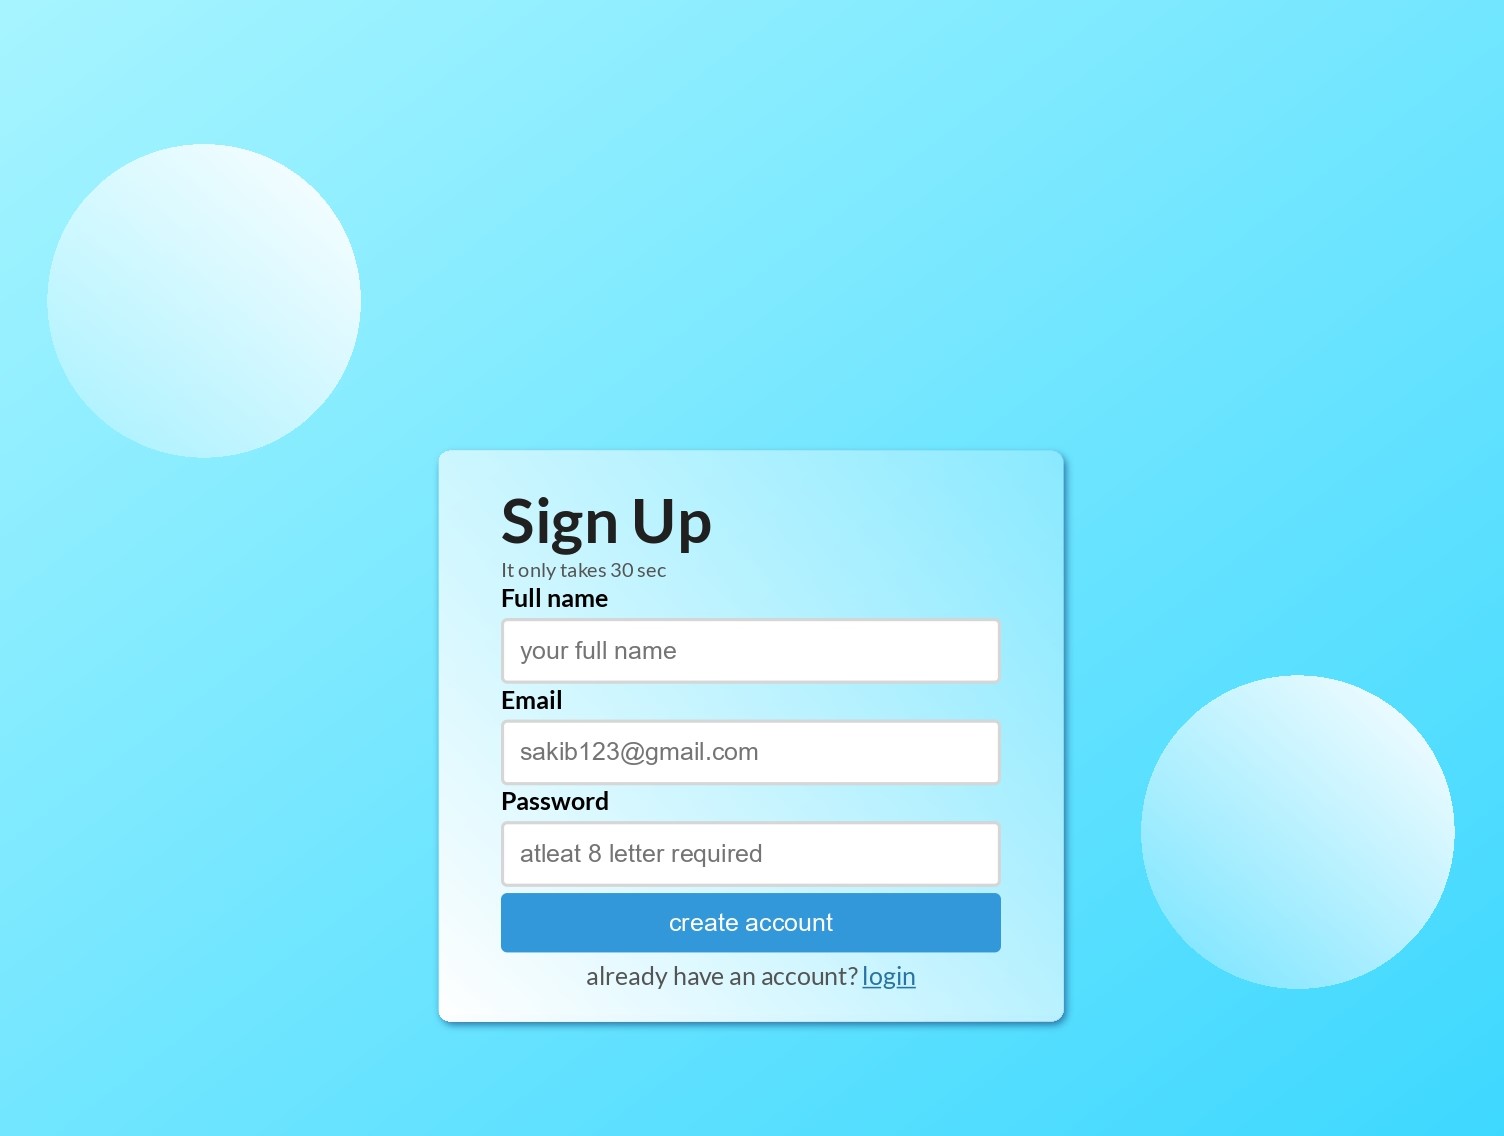 Sign Up
It only takes 30 sec
Full name
your full name
Email
sakib123@gmail.com
Password
atleat 8 letter required
create account
already have an account? login